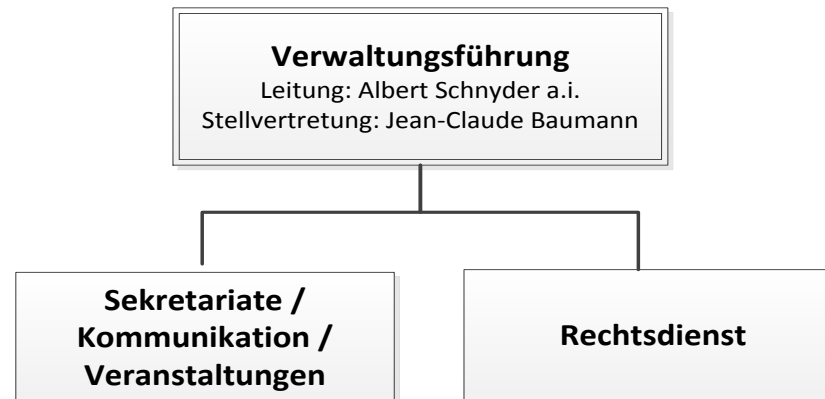 Verwaltungsführung
Leitung: Albert Schnyder a.i.
Stellvertretung: Jean-Claude Baumann
Sekretariate /
Kommunikation /
Veranstaltungen
Rechtsdienst